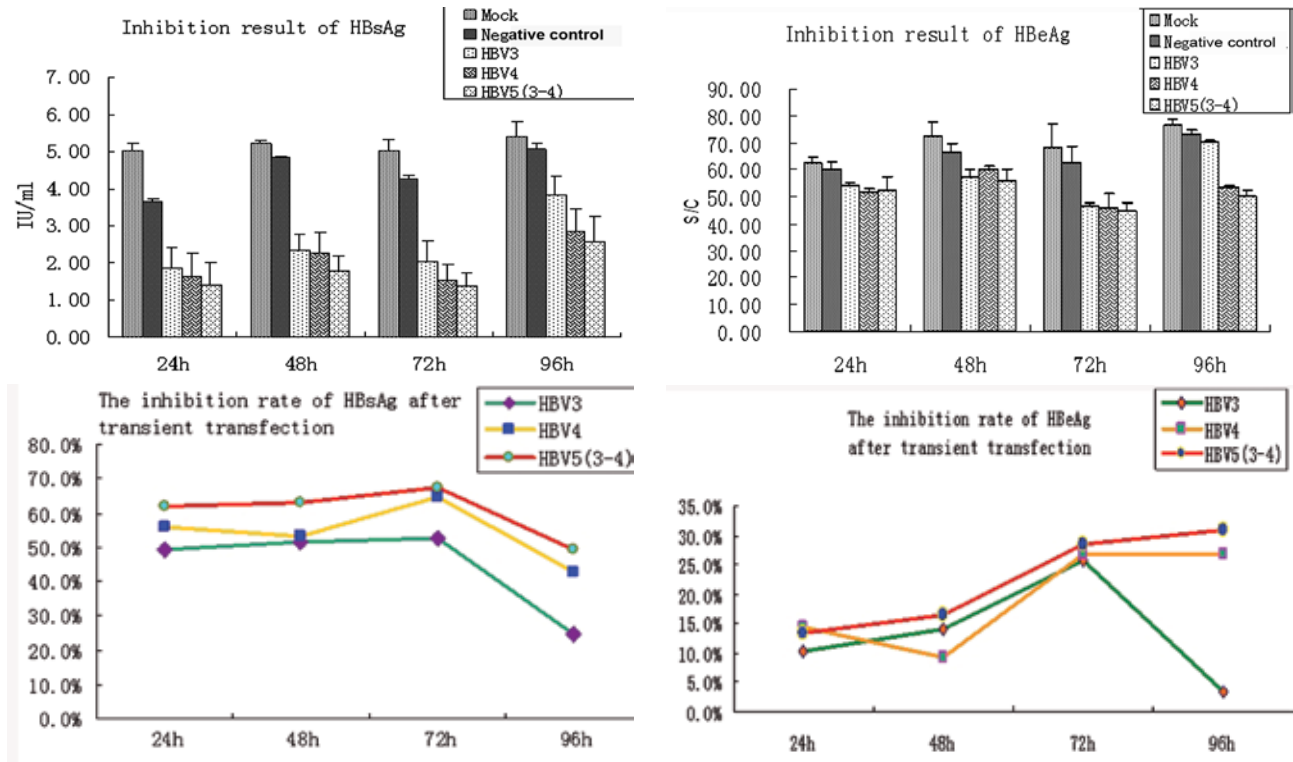 Inhibition result of HBsAg
Mock
Negative control
HBV3
HBV4
HBV5(3-4)
7.00
6.00
5.00
4.00
3.00
2.00
1.00
0.00
IU/ml
24h
48h
72h
96h
Inhibition result of HBeAg
Mock
Negative control
HBV3
HBV4
HBV5(3-4)
90.00
80.00
70.00
60.00
50.00
40.00
30.00
20.00
10.00
0.00
S/C
24h
48h
72h
96h
The inhibition rate of HBsAg after
transient transfection
HBV3
HBV4
HBV5(3-4)
80.0%
70.0%
60.0%
50.0%
40.0%
30.0%
20.0%
10.0%
0.0%
24h
48h
72h
96h
The inhibition rate of HBeAg
after transient transfection
HBV3
HBV4
HBV5(3-4)
35.0%
30.0%
25.0%
20.0%
15.0%
10.0%
5.0%
0.0%
24h
48h
72h
96h